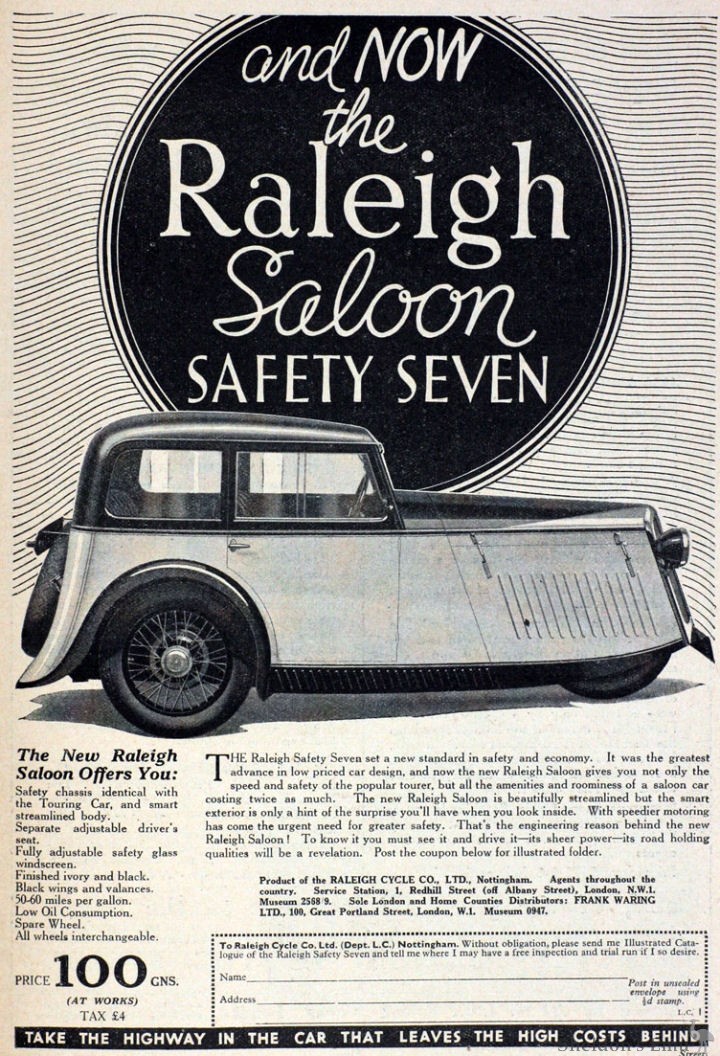 and NOW
the
Raleigh
Saloon
SAFETY SEVEN
The New Raleigh
Saloon Offers You:
Safety chassis identical with
the Touring Car, and smart
streamlined body.
Separate adjustable driver's
seat.
Fully adjustable safety glass
windscreen.
Finished ivory and black.
Black wings and valances.
50-60 miles per gallon.
Low Oil Consumption.
Spare Wheel.
All wheels interchangeable.
PRICE 100 GNS.
(AT WORKS)
TAX £4
THE Raleigh Safety Seven set a new standard in safety and economy. It was the greatest
advance in low priced car design, and now the new Raleigh Saloon gives you not only the
speed and safety of the popular tourer, but all the amenities and roominess of a saloon car
costing twice as much. The new Raleigh Saloon is beautifully streamlined but the smart
exterior is only a hint of the surprise you'll have when you look inside. With speedier motoring
has come the urgent need for greater safety. That's the engineering reason behind the new
Raleigh Saloon! To know it you must see it and drive it—its sheer power—its road holding
qualities will be a revelation. Post the coupon below for illustrated folder.
Product of the RALEIGH CYCLE CO., LTD., Nottingham. Agents throughout the
country. Service Station, 1, Redhill Street (off Albany Street), London, N.W.1.
Museum 2568/9. Sole London and Home Counties Distributors: FRANK WARING
LTD., 100, Great Portland Street, London, W.1. Museum 0947.
To Raleigh Cycle Co. Ltd. (Dept. L.C.) Nottingham. Without obligation, please send me Illustrated Cata-
logue of the Raleigh Safety Seven and tell me where I may have a free inspection and trial run if I so desire.
Name
Address
Post in unsealed
envelope using
½d stamp.
L.C. 1
TAKE THE HIGHWAY IN THE CAR THAT LEAVES THE HIGH COSTS BEHIND